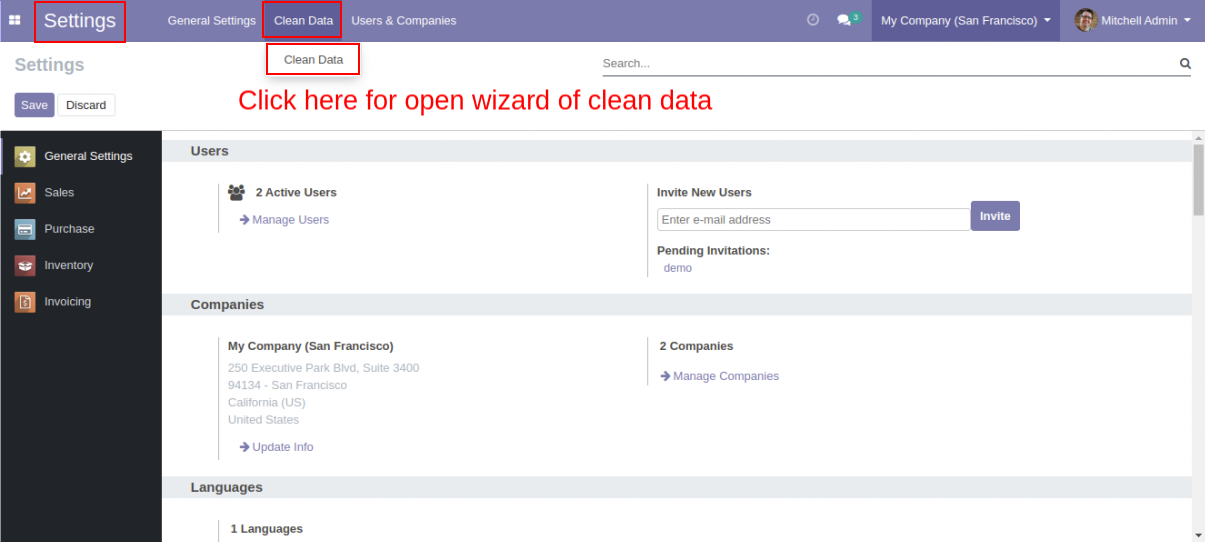 Settings General Settings Clean Data Users & Companies 3 My Company (San Francisco) Mitchell Admin
Clean Data
Settings
Search...
Save Discard
Click here for open wizard of clean data
General Settings
Sales
Purchase
Inventory
Invoicing
Users
2 Active Users
Manage Users
Invite New Users
Enter e-mail address Invite
Pending Invitations:
demo
Companies
My Company (San Francisco)
250 Executive Park Blvd, Suite 3400
94134 - San Francisco
California (US)
United States
Update Info
2 Companies
Manage Companies
Languages
1 Languages